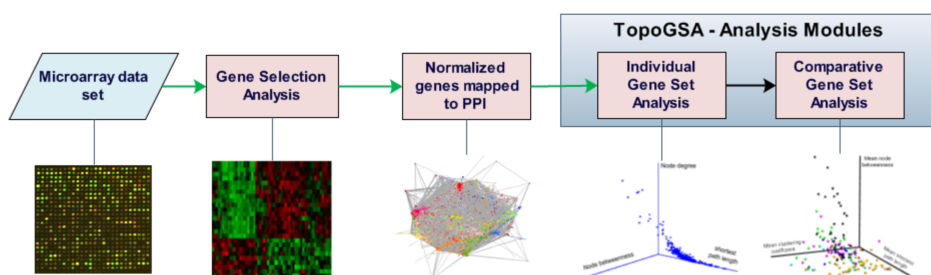 TopoGSA - Analysis Modules
Microarray data
set
Gene Selection
Analysis
Normalized
genes mapped
to PPI
Individual
Gene Set
Analysis
Comparative
Gene Set
Analysis
Node degree
Node betweenness
shortest
path length
Mean node
betweenness
Mean clustering
coefficient
Mean shortest
path length